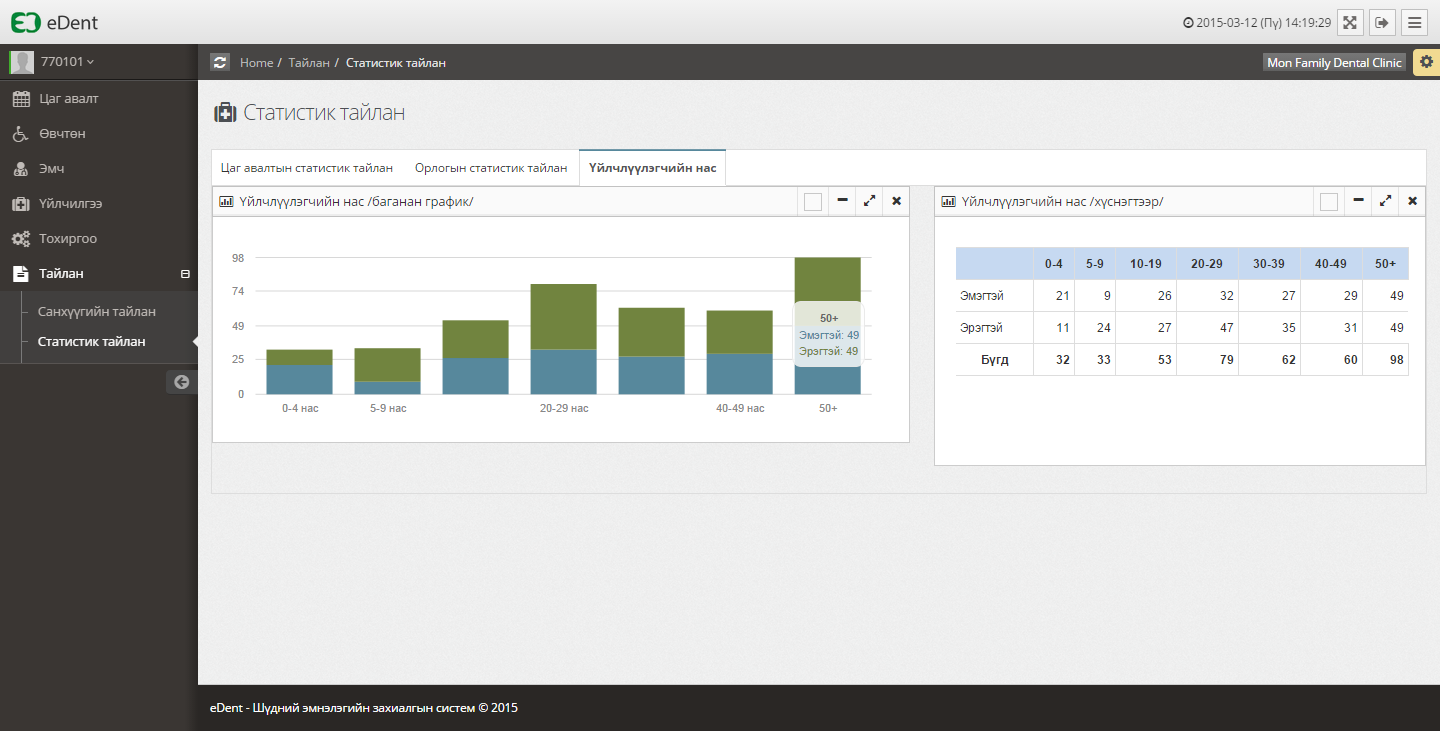 eDent
2015-03-12 (Пү) 14:19:29
770101
Home / Тайлан / Статистик тайлан
Mon Family Dental Clinic
Цаг авалт
Өвчтөн
Эмч
Үйлчилгээ
Тохиргоо
Тайлан
Санхүүгийн тайлан
Статистик тайлан
Статистик тайлан
Цаг авалтын статистик тайлан
Орлогын статистик тайлан
Үйлчлүүлэгчийн нас
Үйлчлүүлэгчийн нас /баганан график/
98
74
49
25
0
0-4 нас
5-9 нас
20-29 нас
40-49 нас
50+
50+
Эмэгтэй: 49
Эрэгтэй: 49
Үйлчлүүлэгчийн нас /хүснэгтээр/
0-4 5-9 10-19 20-29 30-39 40-49 50+
Эмэгтэй 21 9 26 32 27 29 49
Эрэгтэй 11 24 27 47 35 31 49
Бүгд 32 33 53 79 62 60 98
eDent - Шүдний эмнэлэгийн захиалгын систем © 2015